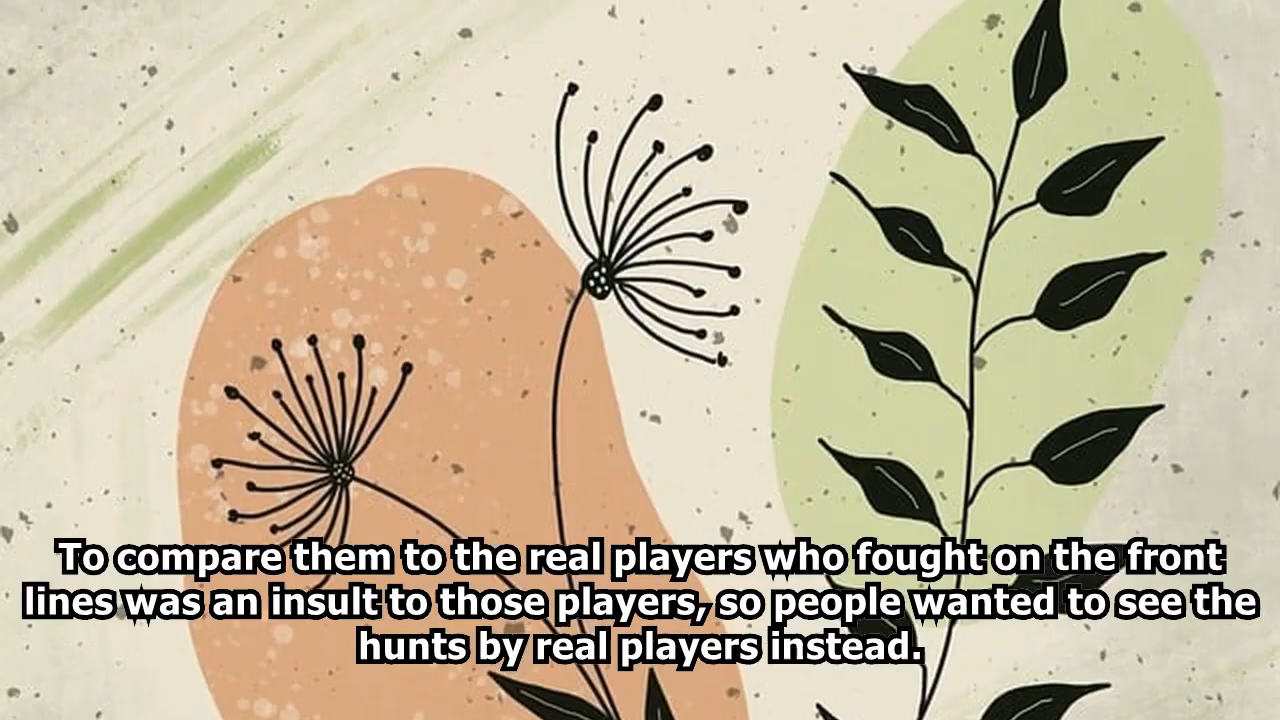 To compare them to the real players who fought on the front
lines was an insult to those players, so people wanted to see the
hunts by real players instead.